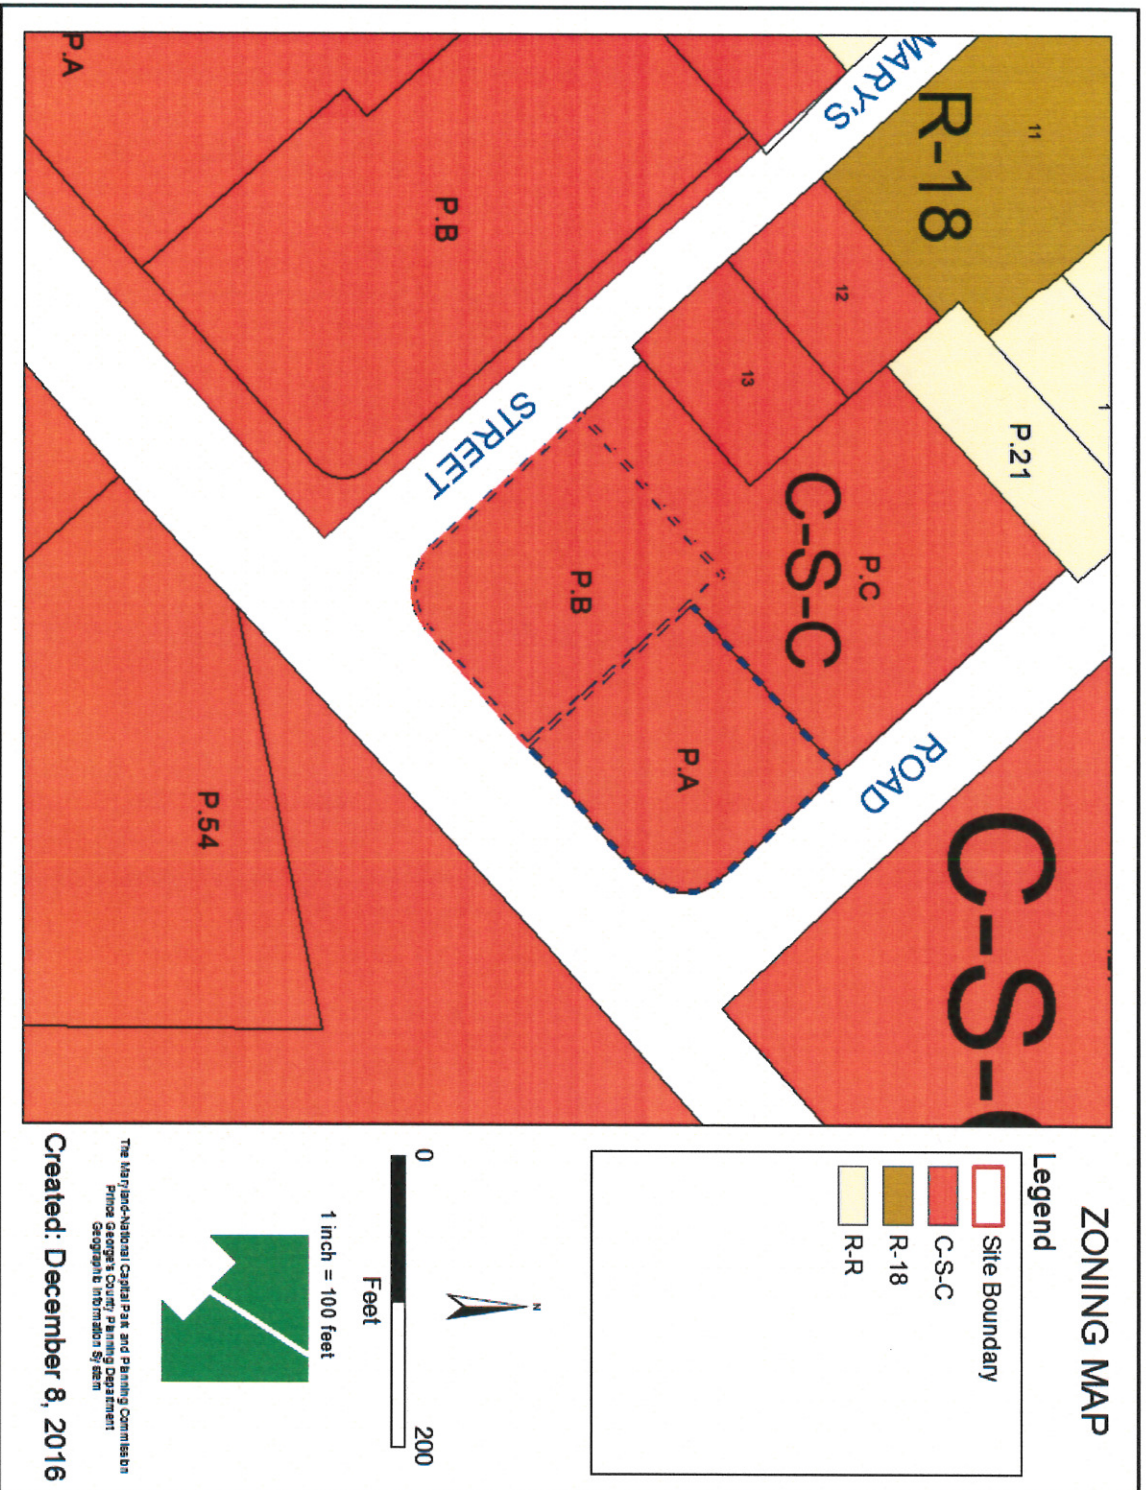 ZONING MAP
Legend
Site Boundary
C-S-C
R-18
R-R
N
0
200
Feet
1 inch = 100 feet
The Maryland-National Capital Park and Planning Commission
Prince George's County Planning Department
Geographic Information System
Created: December 8, 2016
C-S-
1
11
R-18
MARY'S
P.21
12
P.C
C-S-C
13
ROAD
P.A
P.B
STREET
P.B
P.A
P.54